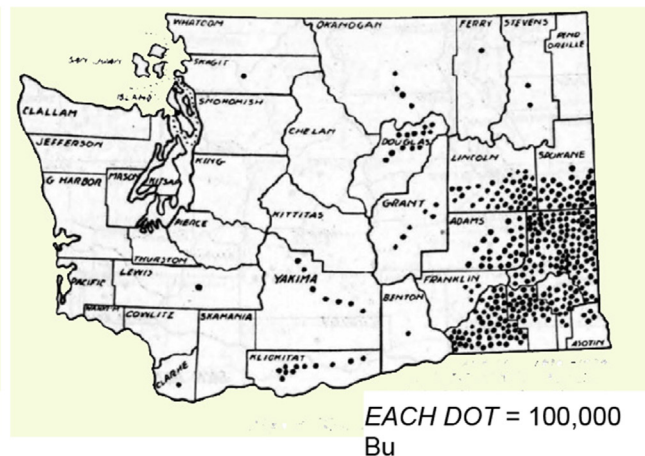 WHATCOM
OKANOGAN
FERRY
STEVENS
PEND
OREILLE
SAN JUAN
SKAGIT
ISLAND
SNOHOMISH
CLALLAM
CHELAN
DOUGLAS
JEFFERSON
KING
LINCOLN
SPOKANE
G HARBOR
MASON
KITSAP
GRANT
KITTITAS
ADAMS
PIERCE
THURSTON
LEWIS
YAKIMA
FRANKLIN
PACIFIC
BENTON
COWLITZ
SKAMANIA
ASOTIN
KLICKITAT
CLARKE
EACH DOT = 100,000
Bu